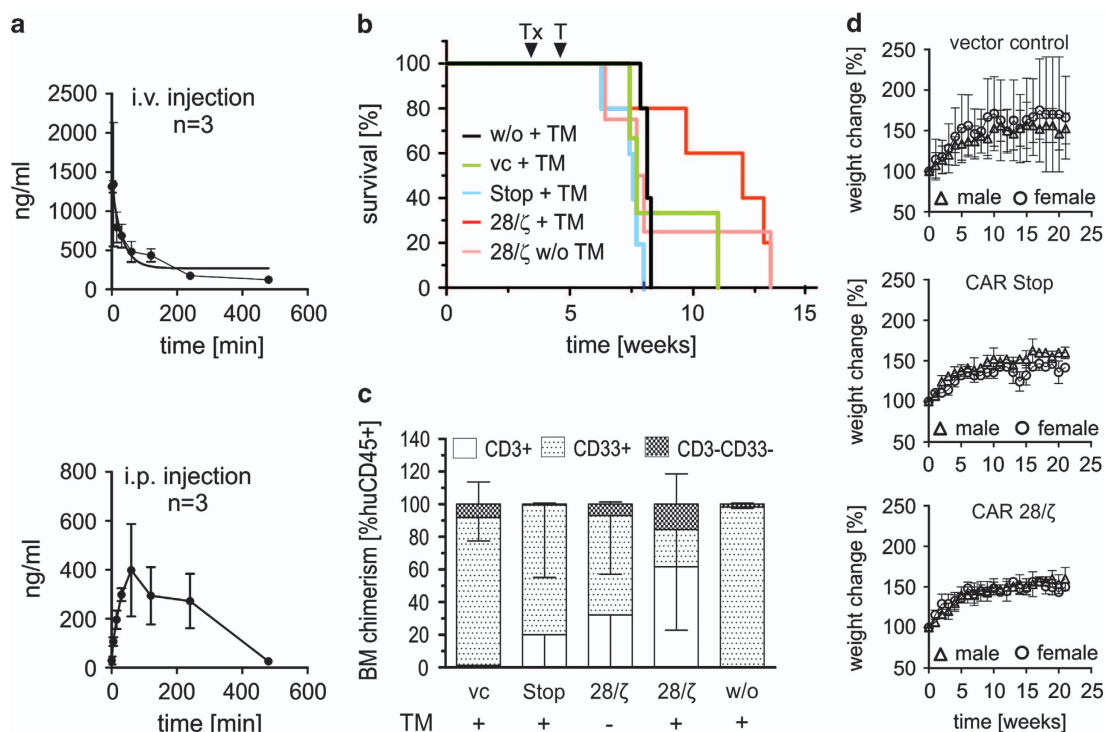 a
i.v. injection
n=3
2500
2000
1500
1000
500
0
ng/ml
0 200 400 600
time [min]
i.p. injection
n=3
800
600
400
200
0
ng/ml
0 200 400 600
time [min]
b
Tx T
100
80
60
40
20
0
survival [%]
w/o + TM
vc + TM
Stop + TM
28/ζ + TM
28/ζ w/o TM
0 5 10 15
time [weeks]
c
140
120
100
80
60
40
20
0
BM chimerism [%huCD45+]
CD3+ CD33+ CD3-CD33-
vc Stop 28/ζ 28/ζ w/o
TM + + - + +
d
vector control
250
200
150
100
50
weight change [%]
male female
0 5 10 15 20 25
CAR Stop
250
200
150
100
50
weight change [%]
male female
0 5 10 15 20 25
CAR 28/ζ
250
200
150
100
50
weight change [%]
male female
0 5 10 15 20 25
time [weeks]